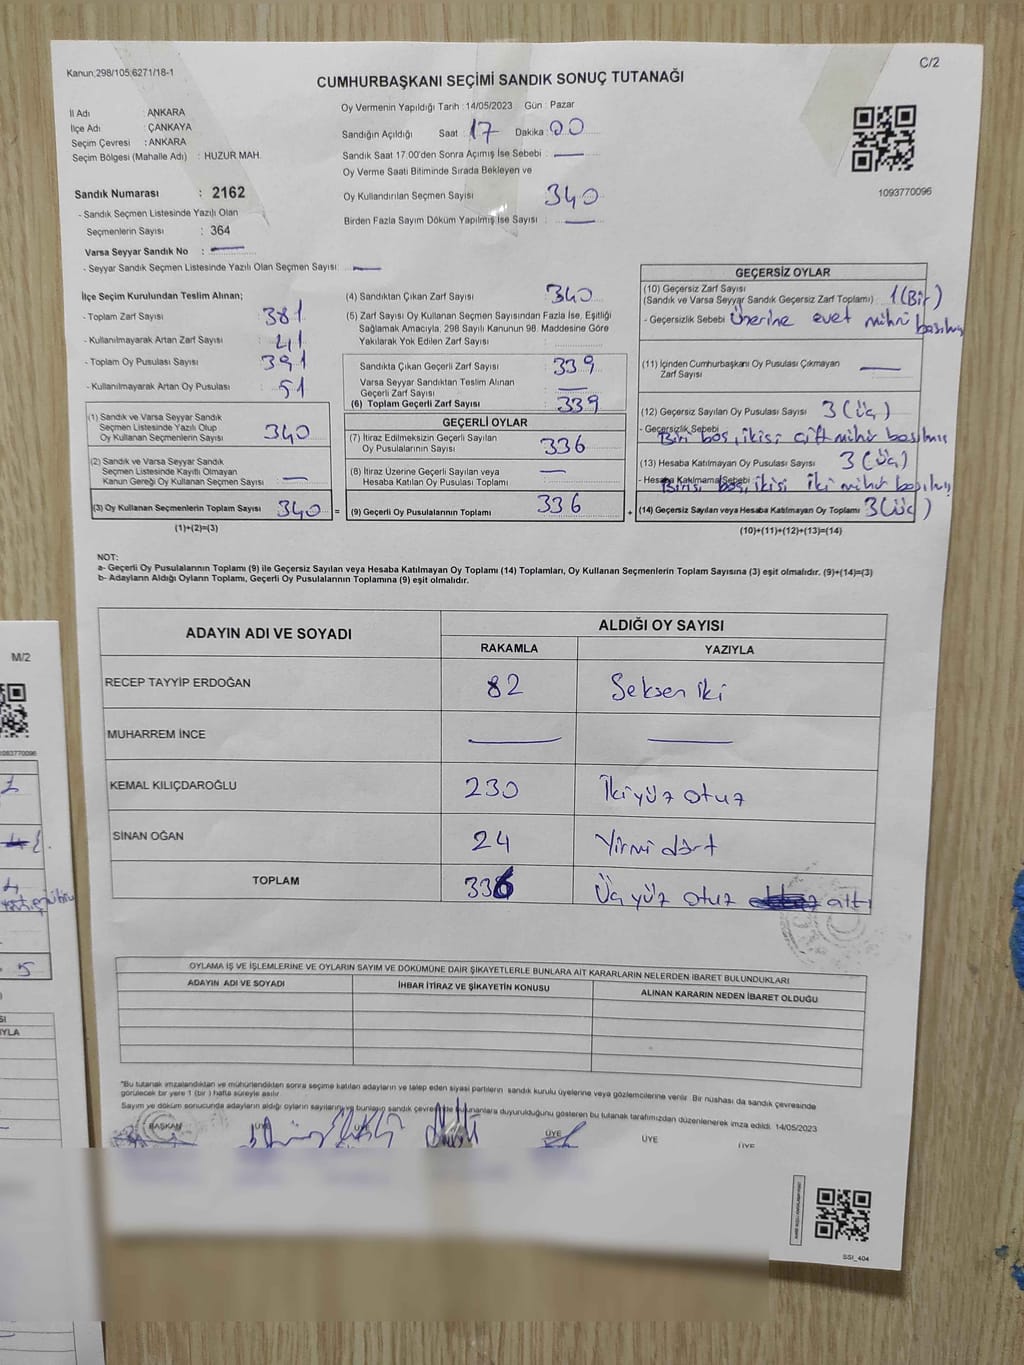 Kanun;298/105;6271/18-1
C/2
CUMHURBAŞKANI SEÇİMİ SANDIK SONUÇ TUTANAĞI
İl Adı : ANKARA
İlçe Adı : ÇANKAYA
Seçim Çevresi : ANKARA
Seçim Bölgesi (Mahalle Adı) : HUZUR MAH.
Sandık Numarası : 2162
- Sandık Seçmen Listesinde Yazılı Olan
Seçmenlerin Sayısı : 364
Varsa Seyyar Sandık No :
- Seyyar Sandık Seçmen Listesinde Yazılı Olan Seçmen Sayısı:
Oy Vermenin Yapıldığı Tarih : 14/05/2023 Gün : Pazar
Sandığın Açıldığı Saat : 17 Dakika : 00
Sandık Saat 17.00'den Sonra Açmış İse Sebebi :
Oy Verme Saati Bitiminde Sırada Bekleyen ve
Oy Kullandırılan Seçmen Sayısı 340
Birden Fazla Sayım Döküm Yapılmış İse Sayısı :
1093770096
İlçe Seçim Kurulundan Teslim Alınan;
- Toplam Zarf Sayısı : 381
- Kullanılmayarak Artan Zarf Sayısı : 41
- Toplam Oy Pusulası Sayısı : 391
- Kullanılmayarak Artan Oy Pusulası : 51
(1) Sandık ve Varsa Seyyar Sandık
Seçmen Listesinde Yazılı Olup
Oy Kullanan Seçmenlerin Sayısı 340
(2) Sandık ve Varsa Seyyar Sandık
Seçmen Listesinde Kayıtlı Olmayan
Kanun Gereği Oy Kullanan Seçmen Sayısı :
(3) Oy Kullanan Seçmenlerin Toplam Sayısı 340 =
(1)+(2)=(3)
(4) Sandıktan Çıkan Zarf Sayısı : 340
(5) Zarf Sayısı Oy Kullanan Seçmen Sayısından Fazla İse, Eşitliği
Sağlamak Amacıyla, 298 Sayılı Kanunun 98. Maddesine Göre
Yakılarak Yok Edilen Zarf Sayısı :
Sandıkta Çıkan Geçerli Zarf Sayısı : 339
Varsa Seyyar Sandıktan Teslim Alınan
Geçerli Zarf Sayısı :
(6) Toplam Geçerli Zarf Sayısı : 339
GEÇERLİ OYLAR
(7) İtiraz Edilmeksizin Geçerli Sayılan
Oy Pusulalarının Sayısı : 336
(8) İtiraz Üzerine Geçerli Sayılan veya
Hesaba Katılan Oy Pusulası Toplamı :
(9) Geçerli Oy Pusulalarının Toplamı : 336 +
GEÇERSİZ OYLAR
(10) Geçersiz Zarf Sayısı
(Sandık ve Varsa Seyyar Sandık Geçersiz Zarf Toplamı) : 1 (Bir)
- Geçersizlik Sebebi : Üzerine evet mührü basılmış
(11) İçinden Cumhurbaşkanı Oy Pusulası Çıkmayan
Zarf Sayısı
(12) Geçersiz Sayılan Oy Pusulası Sayısı : 3 (üç)
- Geçersizlik Sebebi
Biri boş, ikisi çift mühür basılmış
(13) Hesaba Katılmayan Oy Pusulası Sayısı : 3 (üç)
- Hesaba Katılmama Sebebi :
Birisi boş, ikisi iki mühür basılmış
(14) Geçersiz Sayılan veya Hesaba Katılmayan Oy Toplamı : 3 (üç)
(10)+(11)+(12)+(13)=(14)
NOT:
a- Geçerli Oy Pusulalarının Toplamı (9) ile Geçersiz Sayılan veya Hesaba Katılmayan Oy Toplamı (14) Toplamları, Oy Kullanan Seçmenlerin Toplam Sayısına (3) eşit olmalıdır. (9)+(14)=(3)
b- Adayların Aldığı Oyların Toplamı, Geçerli Oy Pusulalarının Toplamına (9) eşit olmalıdır.
ADAYIN ADI VE SOYADI
ALDIĞI OY SAYISI
RAKAMLA YAZIYLA
RECEP TAYYİP ERDOĞAN 82 Seksen iki
MUHARREM İNCE
KEMAL KILIÇDAROĞLU 230 İkiyüz otuz
SİNAN OĞAN 24 Yirmi dört
TOPLAM 336 Üçyüz otuz altı
OYLAMA İŞ VE İŞLEMLERİNE VE OYLARIN SAYIM VE DÖKÜMÜNE DAİR ŞİKAYETLERLE BUNLARA AİT KARARLARIN NELERDEN İBARET BULUNDUKLARI
ADAYIN ADI VE SOYADI İHBAR İTİRAZ VE ŞİKAYETİN KONUSU ALINAN KARARIN NEDEN İBARET OLDUĞU
*Bu tutanak imzalandıktan ve mühürlendikten sonra seçime katılan adayların ve talep eden siyasi partilerin sandık kurulu üyelerine veya gözlemcilerine verilir. Bir nüshası da sandık çevresinde
görülecek bir yere 1 (bir) hafta süreyle asılır.
Sayım ve döküm sonucunda adayların aldığı oyların sayılarını ve bunların sandık çevresinde bulunanlara duyurulduğunu gösteren bu tutanak tarafımızdan düzenlenerek imza edildi. 14/05/2023
BAŞKAN ÜYE ÜYE ÜYE ÜYE
SSİ_404
M/2
1093770096
5